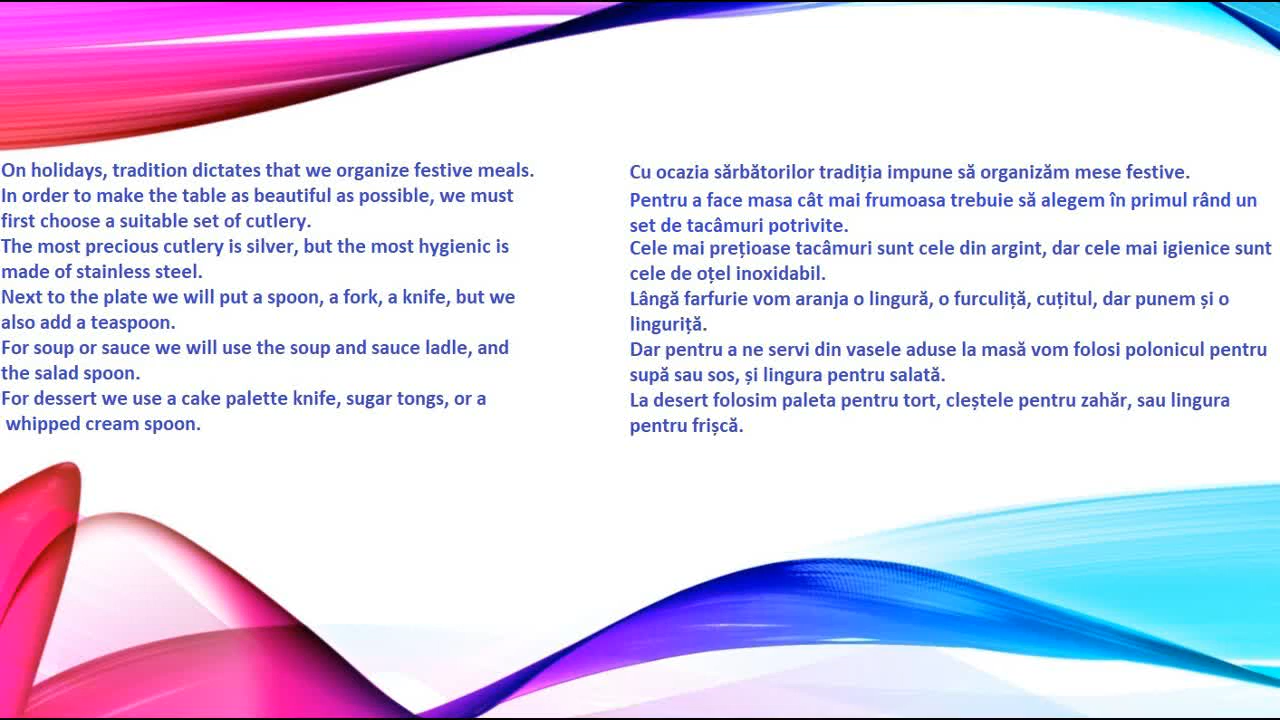 On holidays, tradition dictates that we organize festive meals.
In order to make the table as beautiful as possible, we must
first choose a suitable set of cutlery.
The most precious cutlery is silver, but the most hygienic is
made of stainless steel.
Next to the plate we will put a spoon, a fork, a knife, but we
also add a teaspoon.
For soup or sauce we will use the soup and sauce ladle, and
the salad spoon.
For dessert we use a cake palette knife, sugar tongs, or a
whipped cream spoon.
Cu ocazia sărbătorilor tradiția impune să organizăm mese festive.
Pentru a face masa cât mai frumoasa trebuie să alegem în primul rând un
set de tacâmuri potrivite.
Cele mai prețioase tacâmuri sunt cele din argint, dar cele mai igienice sunt
cele de oțel inoxidabil.
Lângă farfurie vom aranja o lingură, o furculiță, cuțitul, dar punem și o
linguriță.
Dar pentru a ne servi din vasele aduse la masă vom folosi polonicul pentru
supă sau sos, și lingura pentru salată.
La desert folosim paleta pentru tort, cleștele pentru zahăr, sau lingura
pentru frișcă.